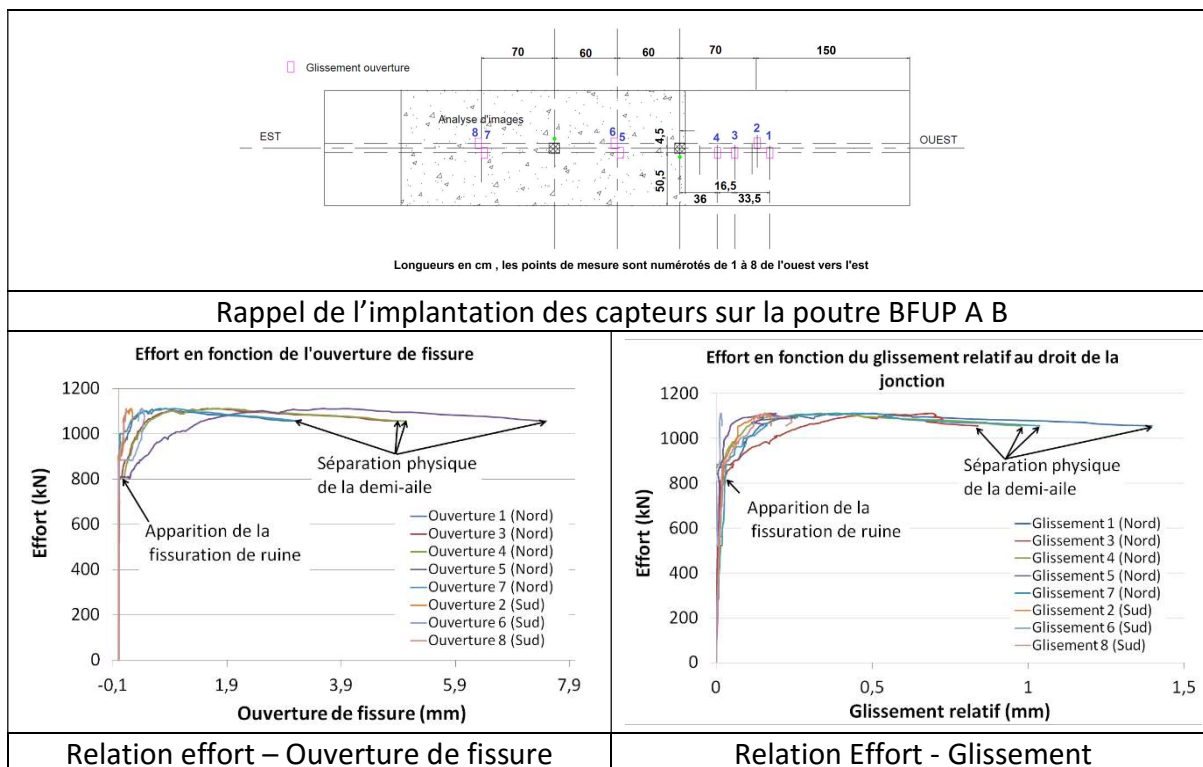 70 60 60 70 150
Glissement ouverture
Analyse d'images
EST
8 7 6 5 4 3 2 1
OUEST
4,5
50,5
16,5
36 33,5
Longueurs en cm , les points de mesure sont numérotés de 1 à 8 de l'ouest vers l'est
Rappel de l'implantation des capteurs sur la poutre BFUP A B
Effort en fonction de l'ouverture de fissure
Effort (kN)
1200
1000
800
600
400
200
0
Séparation physique
de la demi-aile
Apparition de la
fissuration de ruine
Ouverture 1 (Nord)
Ouverture 3 (Nord)
Ouverture 4 (Nord)
Ouverture 5 (Nord)
Ouverture 7 (Nord)
Ouverture 2 (Sud)
Ouverture 6 (Sud)
Ouverture 8 (Sud)
-0,1 1,9 3,9 5,9 7,9
Ouverture de fissure (mm)
Relation effort – Ouverture de fissure
Effort en fonction du glissement relatif au droit de la
jonction
Effort (kN)
1200
1000
800
600
400
200
0
Séparation physique
de la demi-aile
Apparition de la
fissuration de ruine
Glissement 1 (Nord)
Glissement 3 (Nord)
Glissement 4 (Nord)
Glissement 5 (Nord)
Glissement 7 (Nord)
Glissement 2 (Sud)
Glissement 6 (Sud)
Glisement 8 (Sud)
0 0,5 1 1,5
Glissement relatif (mm)
Relation Effort - Glissement